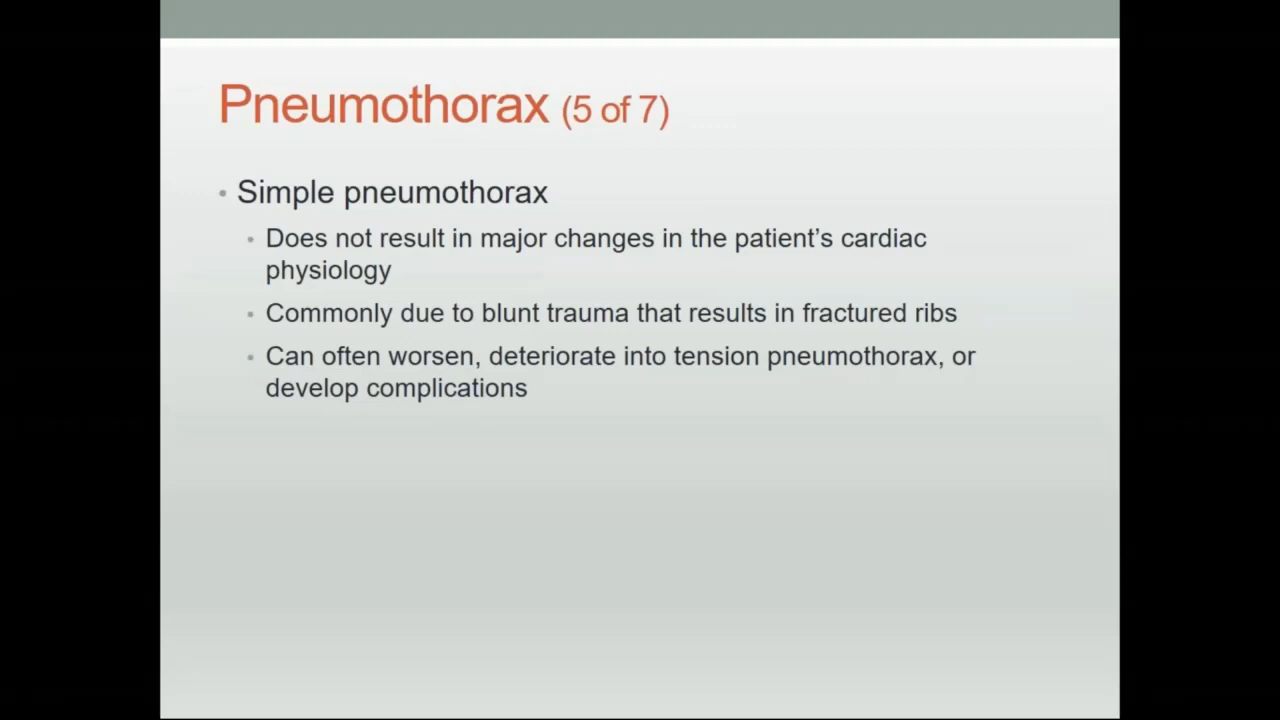 Pneumothorax (5 of 7)
• Simple pneumothorax
• Does not result in major changes in the patient’s cardiac
physiology
• Commonly due to blunt trauma that results in fractured ribs
• Can often worsen, deteriorate into tension pneumothorax, or
develop complications